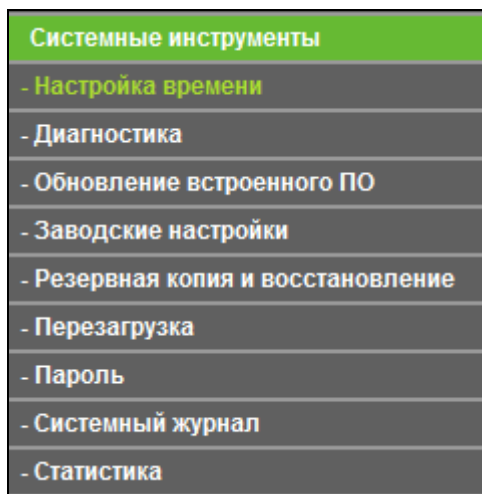 Системные инструменты
- Настройка времени
- Диагностика
- Обновление встроенного ПО
- Заводские настройки
- Резервная копия и восстановление
- Перезагрузка
- Пароль
- Системный журнал
- Статистика